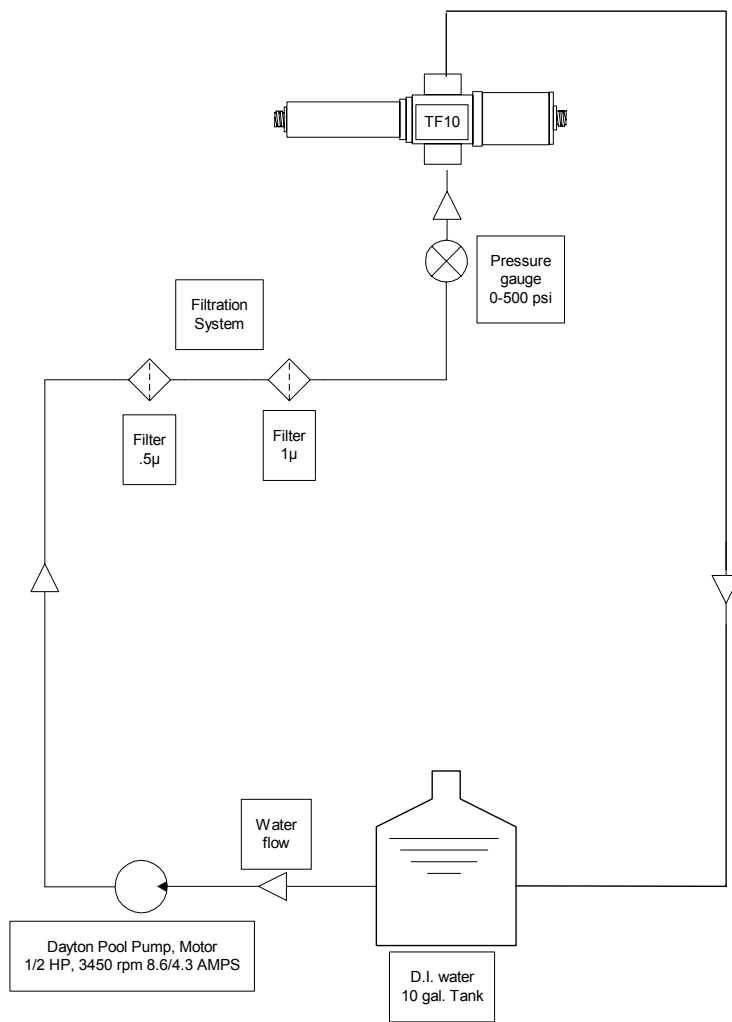 TF10
Pressure
gauge
0-500 psi
Filtration
System
Filter
.5µ
Filter
1µ
Water
flow
Dayton Pool Pump, Motor
1/2 HP, 3450 rpm 8.6/4.3 AMPS
D.I. water
10 gal. Tank